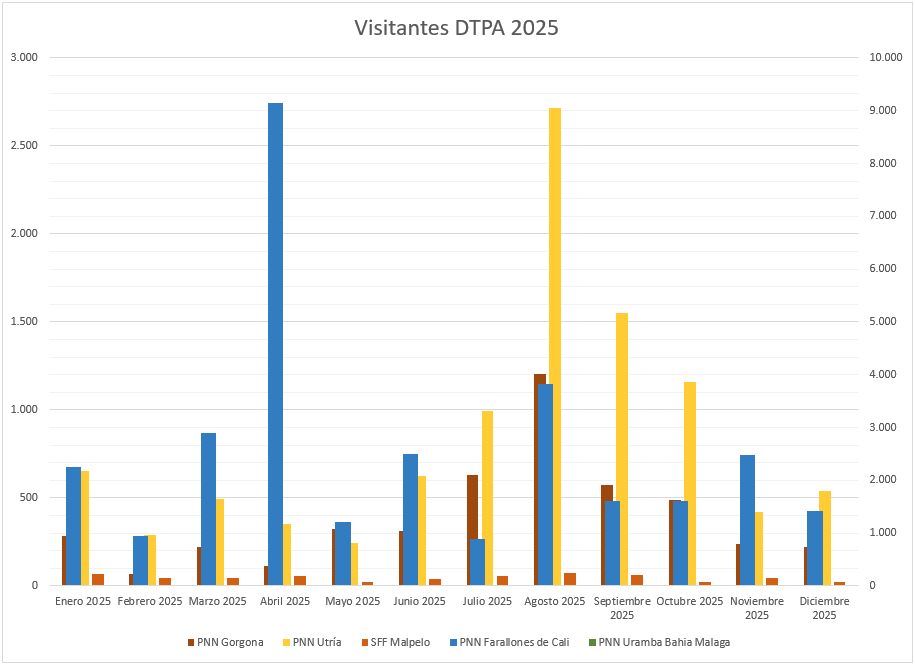 Visitantes DTPA 2025
3.000
2.500
2.000
1.500
1.000
500
0
10.000
9.000
8.000
7.000
6.000
5.000
4.000
3.000
2.000
1.000
0
Enero 2025
Febrero 2025
Marzo 2025
Abril 2025
Mayo 2025
Junio 2025
Julio 2025
Agosto 2025
Septiembre
2025
Octubre 2025
Noviembre
2025
Diciembre
2025
PNN Gorgona
PNN Utría
SFF Malpelo
PNN Farallones de Cali
PNN Uramba Bahia Malaga